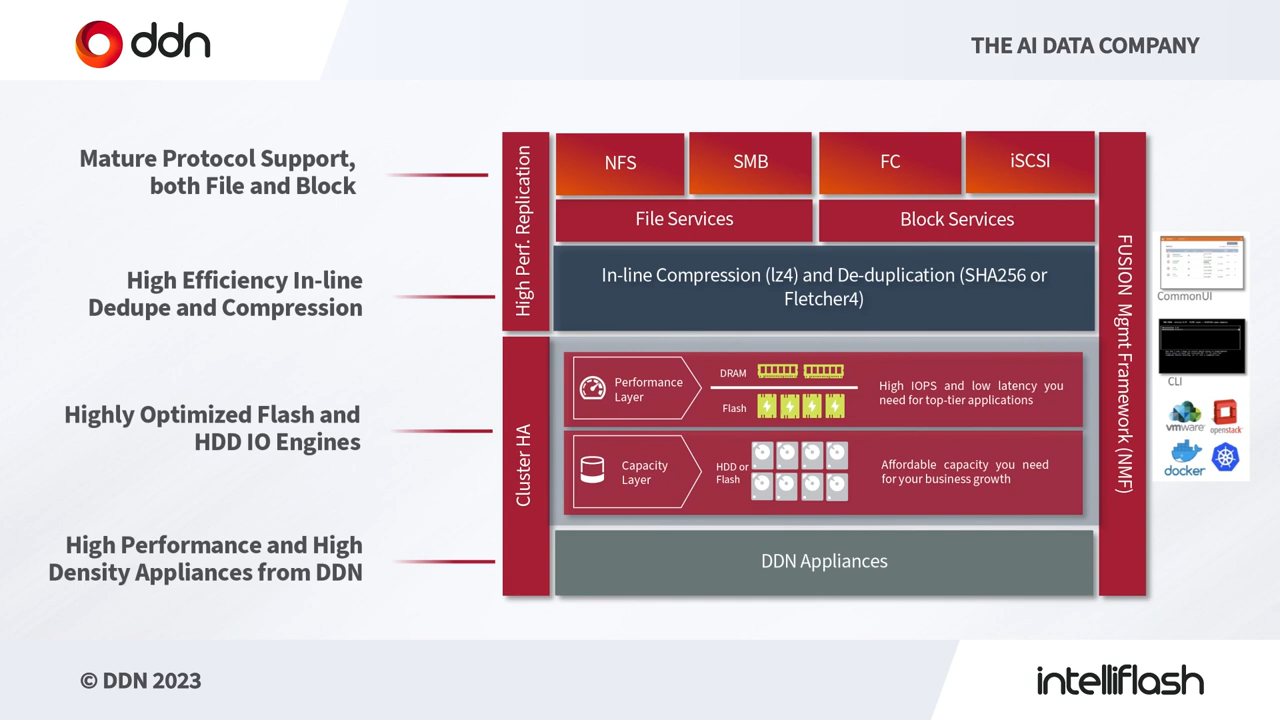 ddn
THE AI DATA COMPANY
Mature Protocol Support,
both File and Block
High Efficiency In-line
Dedupe and Compression
Highly Optimized Flash and
HDD IO Engines
High Performance and High
Density Appliances from DDN
High Perf. Replication
Cluster HA
NFS
SMB
FC
iSCSI
File Services
Block Services
In-line Compression (lz4) and De-duplication (SHA256 or
Fletcher4)
Performance
Layer
DRAM
Flash
High IOPS and low latency you
need for top-tier applications
Capacity
Layer
HDD or
Flash
Affordable capacity you need
for your business growth
DDN Appliances
FUSION Mgmt Framework (NMF)
CommonUI
CLI
vmware
openstack
docker
© DDN 2023
intelliflash